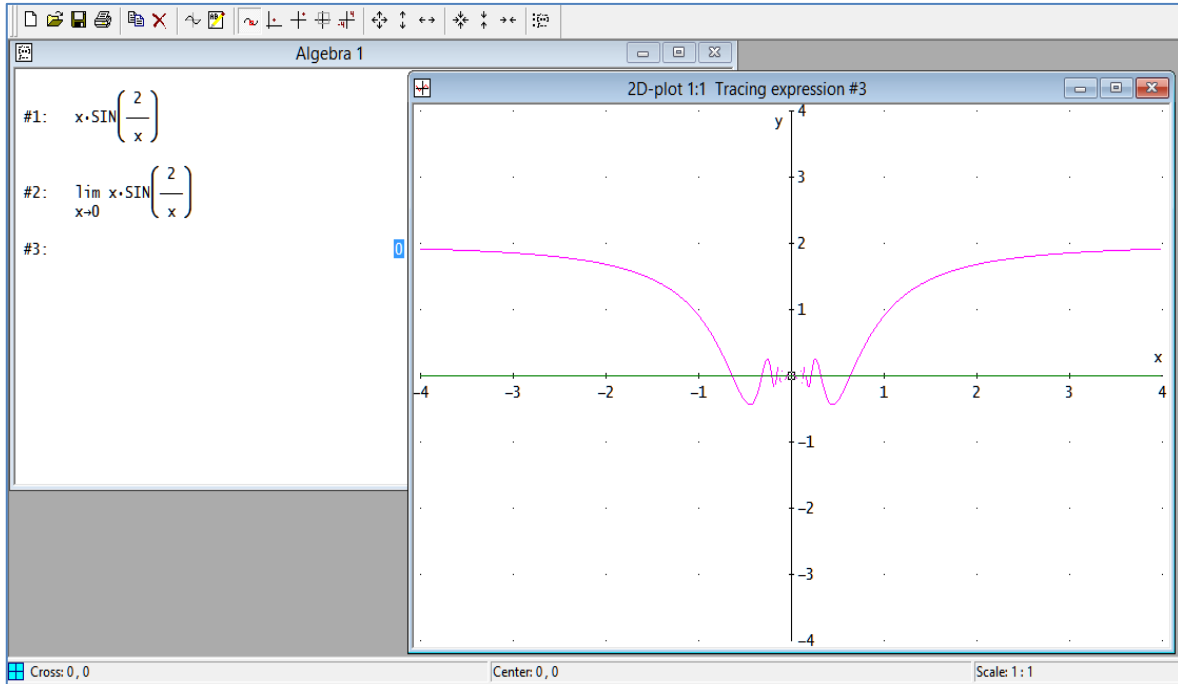 Algebra 1
#1: x·SIN(2/x)
#2: lim x→0 x·SIN(2/x)
#3: 0
2D-plot 1:1 Tracing expression #3
y
4
3
2
1
x
−4 −3 −2 −1 1 2 3 4
−1
−2
−3
−4
Cross: 0 , 0
Center: 0 , 0
Scale: 1 : 1